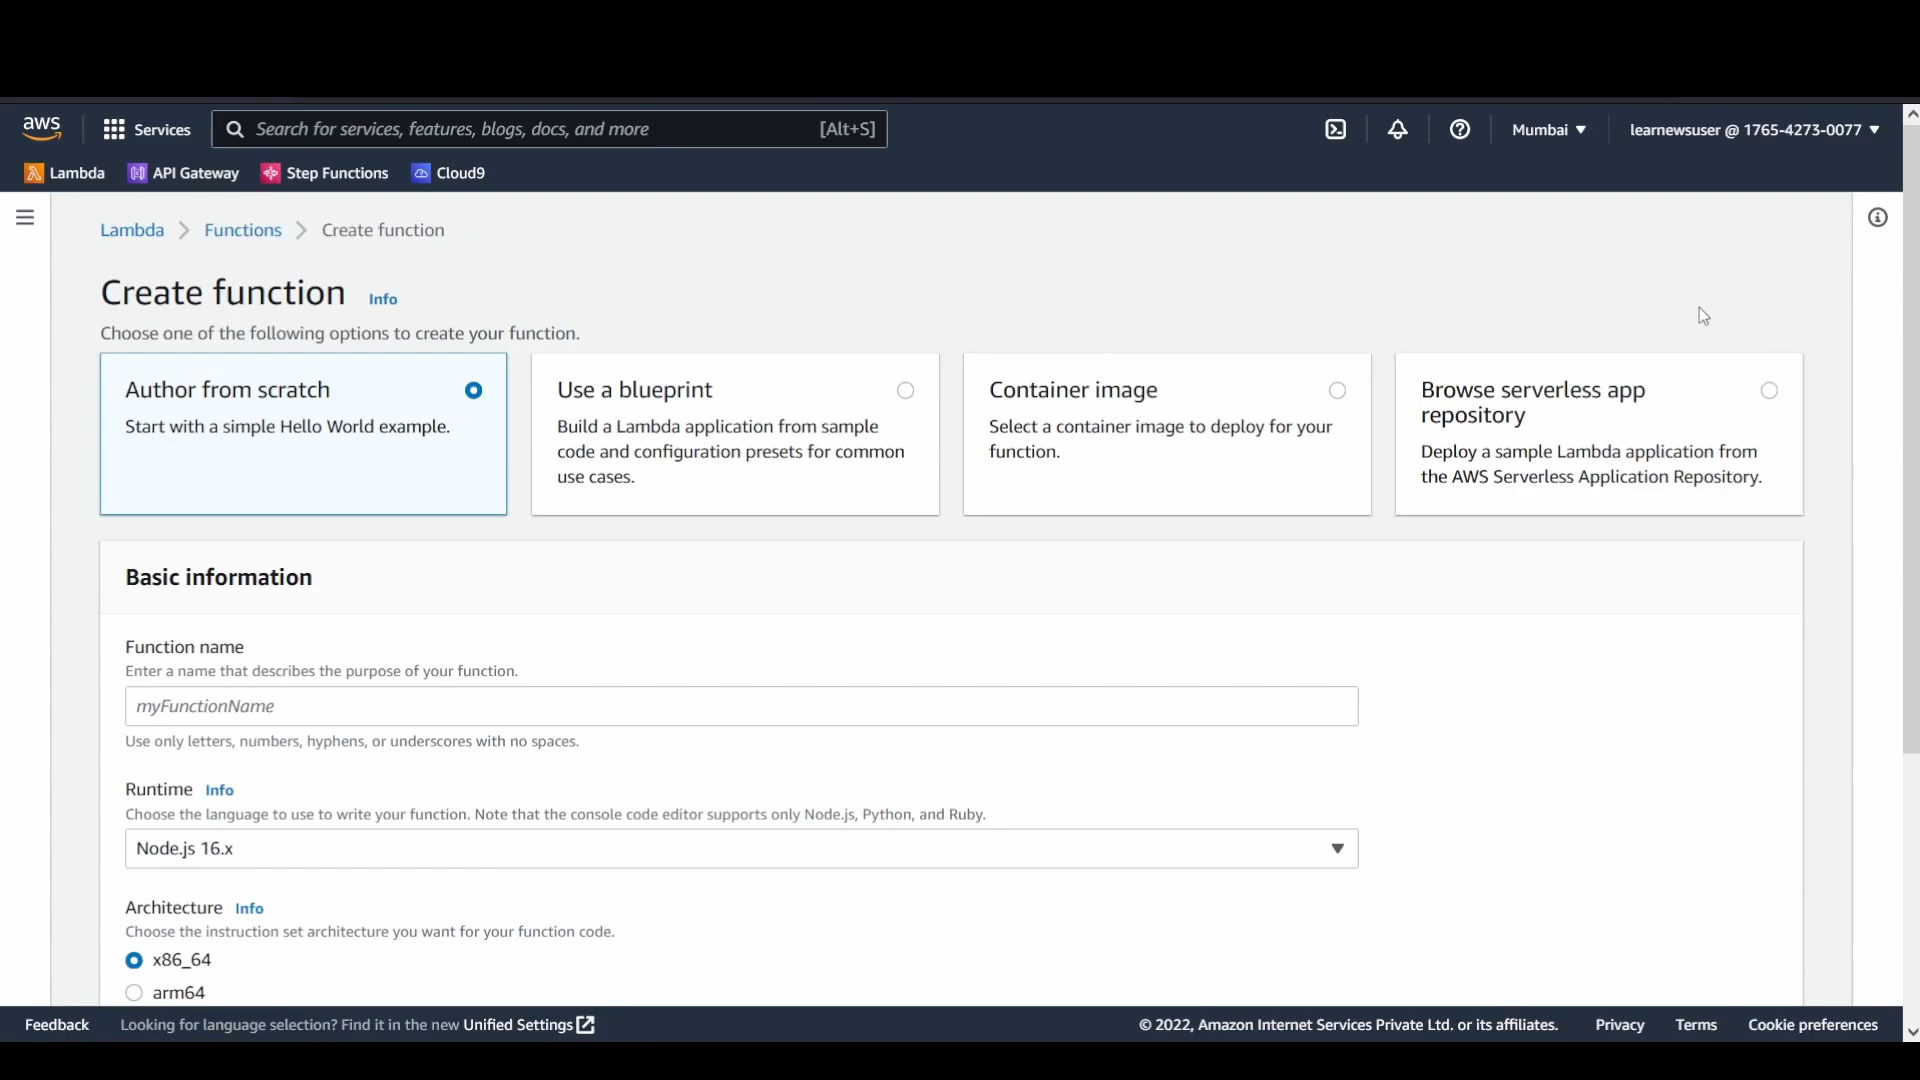 aws
Services
Search for services, features, blogs, docs, and more
[Alt+S]
Mumbai
learnewsuser @ 1765-4273-0077
Lambda
API Gateway
Step Functions
Cloud9
Lambda
Functions
Create function
Create function
Info
Choose one of the following options to create your function.
Author from scratch
Start with a simple Hello World example.
Use a blueprint
Build a Lambda application from sample
code and configuration presets for common
use cases.
Container image
Select a container image to deploy for your
function.
Browse serverless app
repository
Deploy a sample Lambda application from
the AWS Serverless Application Repository.
Basic information
Function name
Enter a name that describes the purpose of your function.
myFunctionName
Use only letters, numbers, hyphens, or underscores with no spaces.
Runtime
Info
Choose the language to use to write your function. Note that the console code editor supports only Node.js, Python, and Ruby.
Node.js 16.x
Architecture
Info
Choose the instruction set architecture you want for your function code.
x86_64
arm64
Feedback
Looking for language selection? Find it in the new Unified Settings
© 2022, Amazon Internet Services Private Ltd. or its affiliates.
Privacy
Terms
Cookie preferences